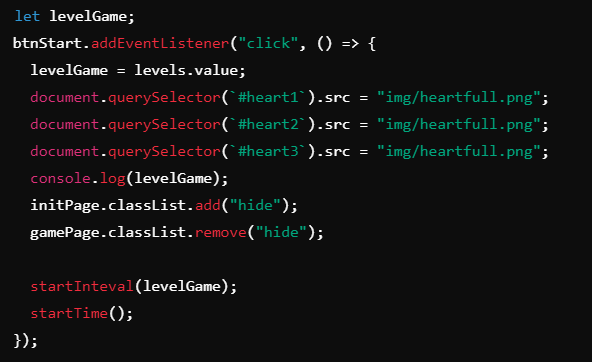 let levelGame;
btnStart.addEventListener("click", () => {
  levelGame = levels.value;
  document.querySelector(`#heart1`).src = "img/heartfull.png";
  document.querySelector(`#heart2`).src = "img/heartfull.png";
  document.querySelector(`#heart3`).src = "img/heartfull.png";
  console.log(levelGame);
  initPage.classList.add("hide");
  gamePage.classList.remove("hide");

  startInteval(levelGame);
  startTime();
});